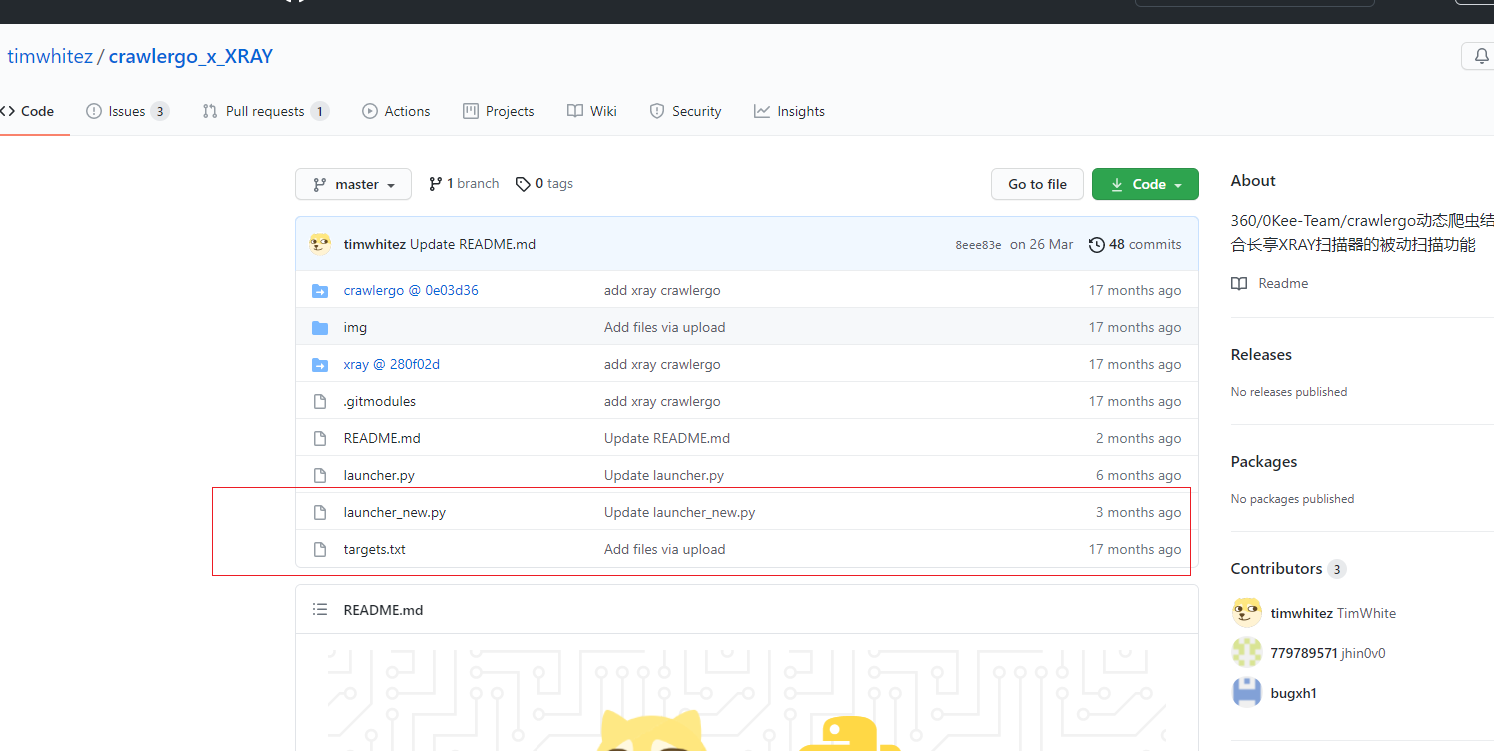 timwhitez / crawlergo_x_XRAY
Code Issues 3 Pull requests 1 Actions Projects Wiki Security Insights
master 1 branch 0 tags Go to file Code
timwhitez Update README.md 8eee83e on 26 Mar 48 commits
crawlergo @ 0e03d36 add xray crawlergo 17 months ago
img Add files via upload 17 months ago
xray @ 280f02d add xray crawlergo 17 months ago
.gitmodules add xray crawlergo 17 months ago
README.md Update README.md 2 months ago
launcher.py Update launcher.py 6 months ago
launcher_new.py Update launcher_new.py 3 months ago
targets.txt Add files via upload 17 months ago
README.md
About
360/0Kee-Team/crawlergo动态爬虫结
合长亭XRAY扫描器的被动扫描功能
Readme
Releases
No releases published
Packages
No packages published
Contributors 3
timwhitez TimWhite
779789571 jhin0v0
bugxh1